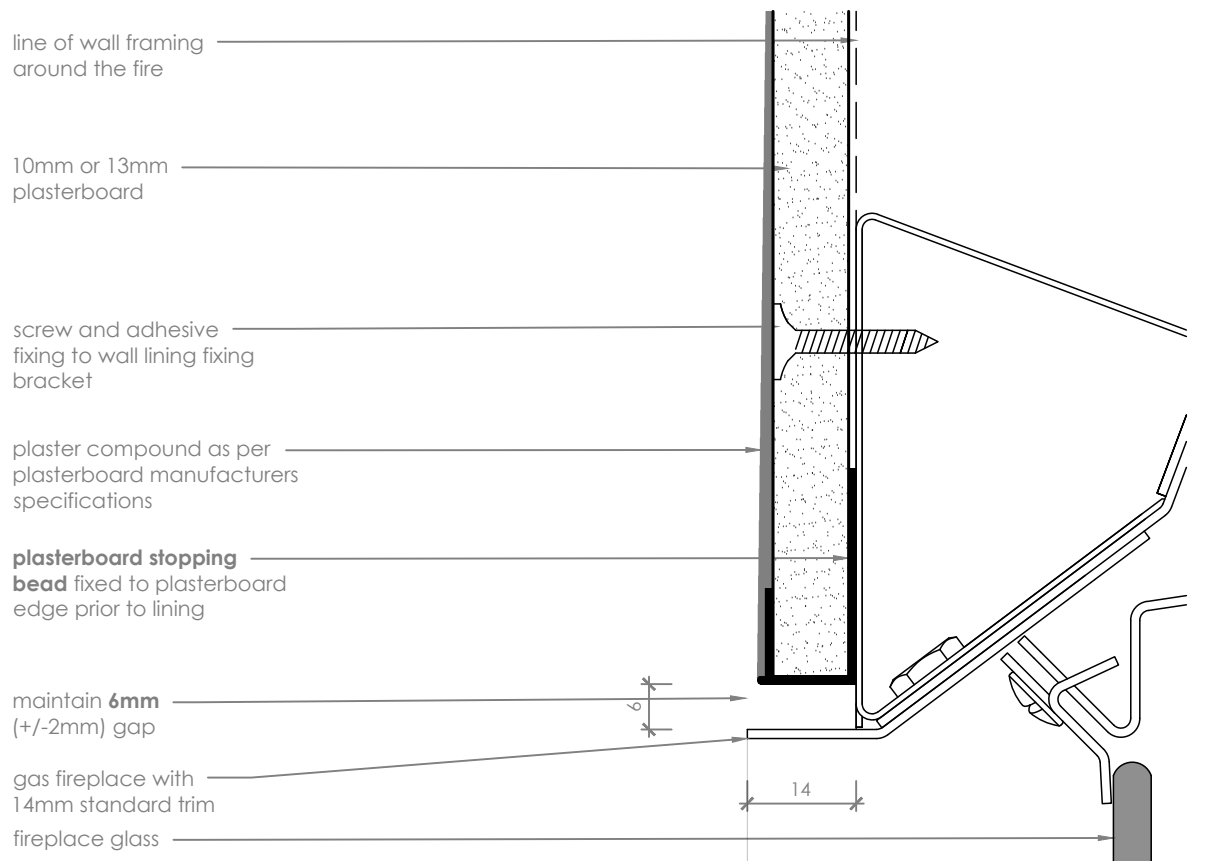 line of wall framing
around the fire
10mm or 13mm
plasterboard
screw and adhesive
fixing to wall lining fixing
bracket
plaster compound as per
plasterboard manufacturers
specifications
plasterboard stopping
bead fixed to plasterboard
edge prior to lining
maintain 6mm
(+/-2mm) gap
6
gas fireplace with
14mm standard trim
14
fireplace glass